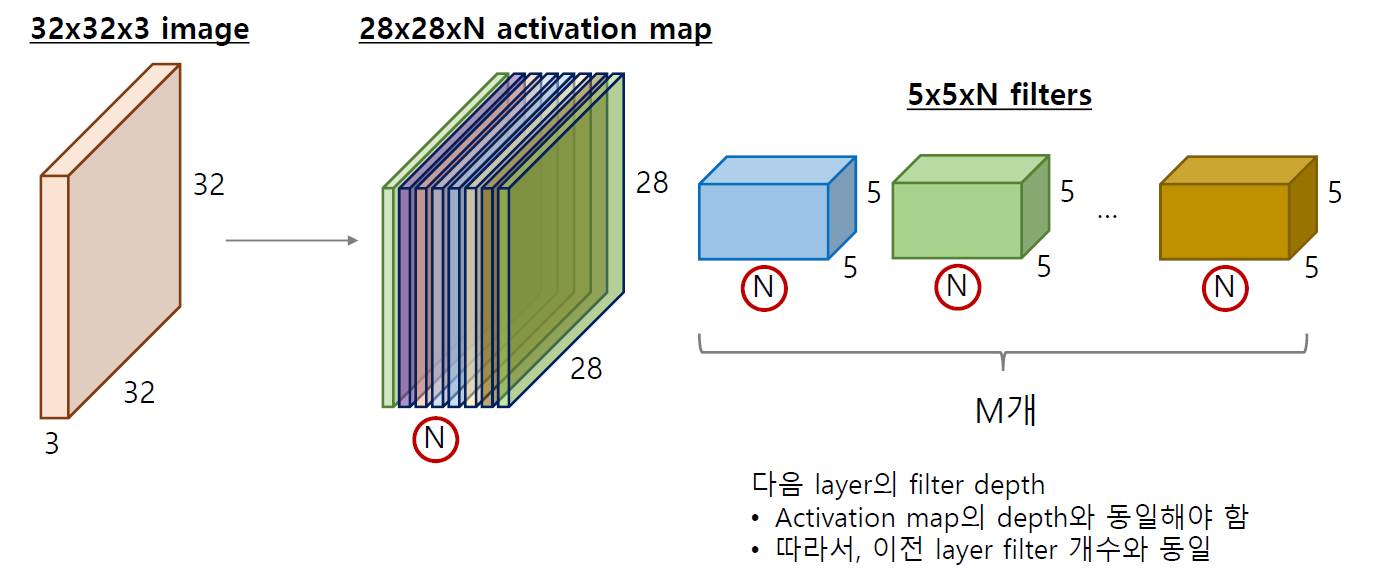 32x32x3 image
28x28xN activation map
5x5xN filters
32
32
3
28
28
N
5
5
N
5
5
N
...
5
5
N
M개
다음 layer의 filter depth
• Activation map의 depth와 동일해야 함
• 따라서, 이전 layer filter 개수와 동일